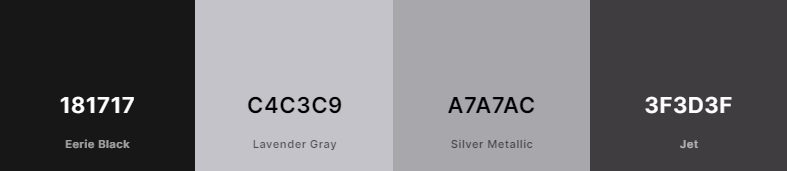 181717
Eerie Black
C4C3C9
Lavender Gray
A7A7AC
Silver Metallic
3F3D3F
Jet